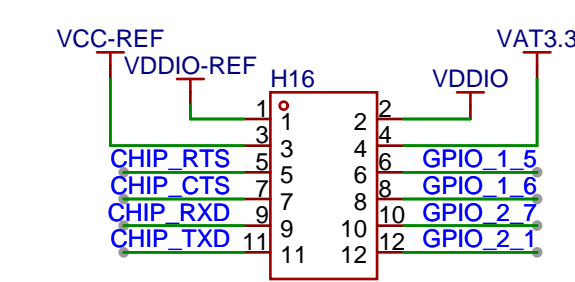 VCC-REF VAT3.3
VDDIO-REF H16 VDDIO
1 1 2 2
3 3 4 4
CHIP_RTS 5 5 6 6 GPIO_1_5
CHIP_CTS 7 7 8 8 GPIO_1_6
CHIP_RXD 9 9 10 10 GPIO_2_7
CHIP_TXD 11 11 12 12 GPIO_2_1